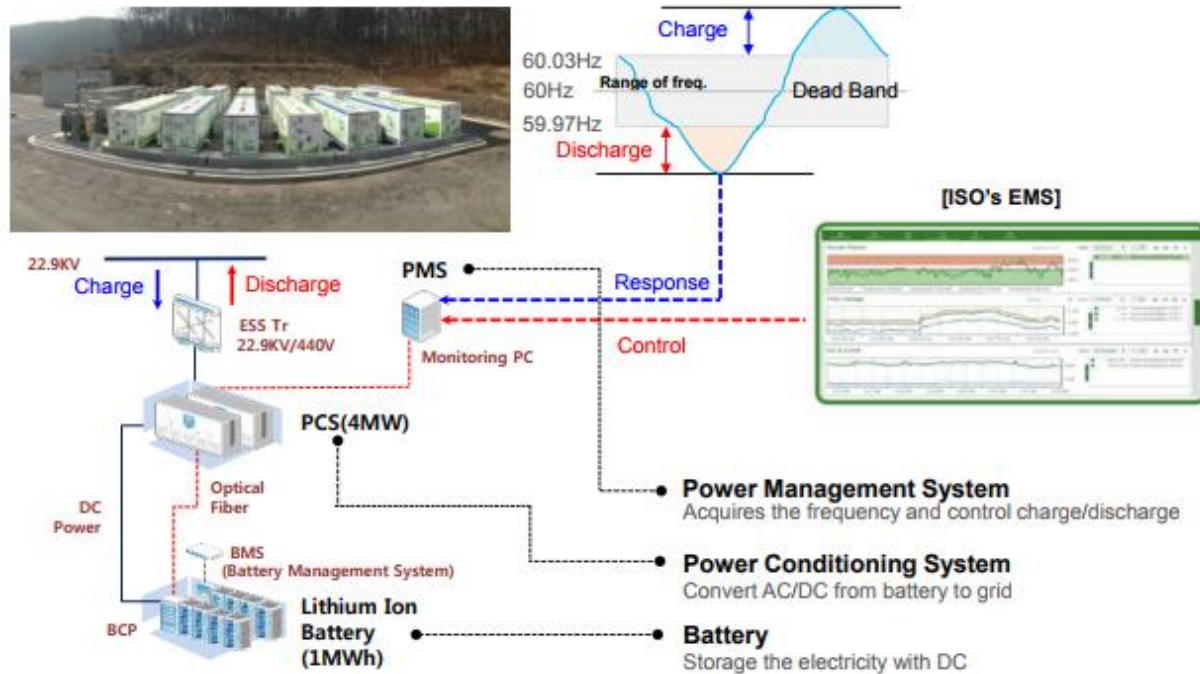 Charge
60.03Hz
Range of freq.
60Hz
Dead Band
59.97Hz
Discharge
[ISO's EMS]
22.9KV
Charge
Discharge
PMS
Response
ESS Tr
22.9KV/440V
Monitoring PC
Control
PCS(4MW)
Optical
Fiber
DC
Power
Power Management System
Acquires the frequency and control charge/discharge
BMS
(Battery Management System)
Power Conditioning System
Convert AC/DC from battery to grid
BCP
Lithium Ion
Battery
(1MWh)
Battery
Storage the electricity with DC